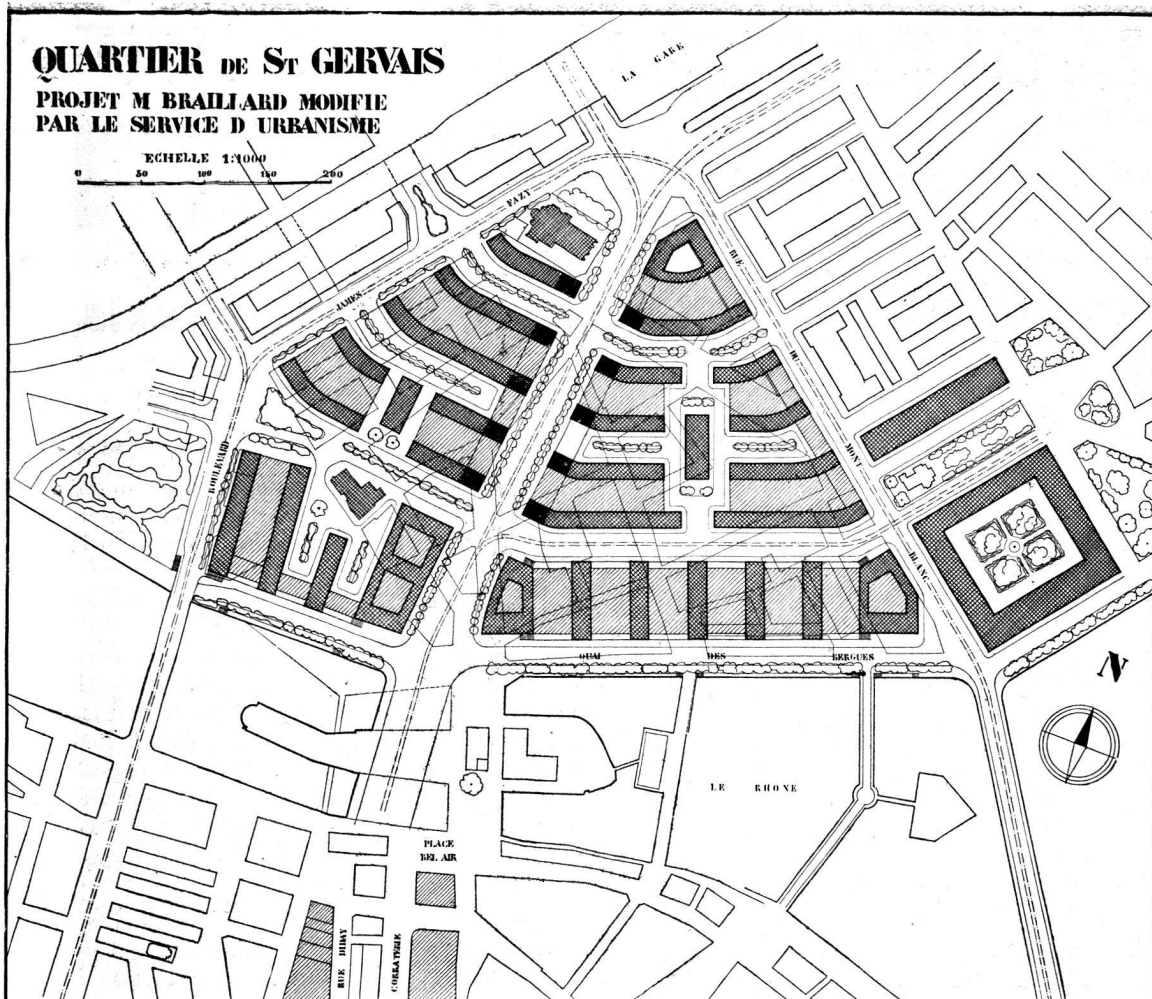 QUARTIER DE ST GERVAIS
PROJET M BRAILLARD MODIFIE
PAR LE SERVICE D URBANISME
ECHELLE 1:1000
0 50 100 150 200
LA GARE
BOULEVARD JAMES FAZY
RUE DU MONT BLANC
QUAI DES BERGUES
N
LE RHONE
PLACE
BEL AIR
RUE DIDAY
CORRATERIE